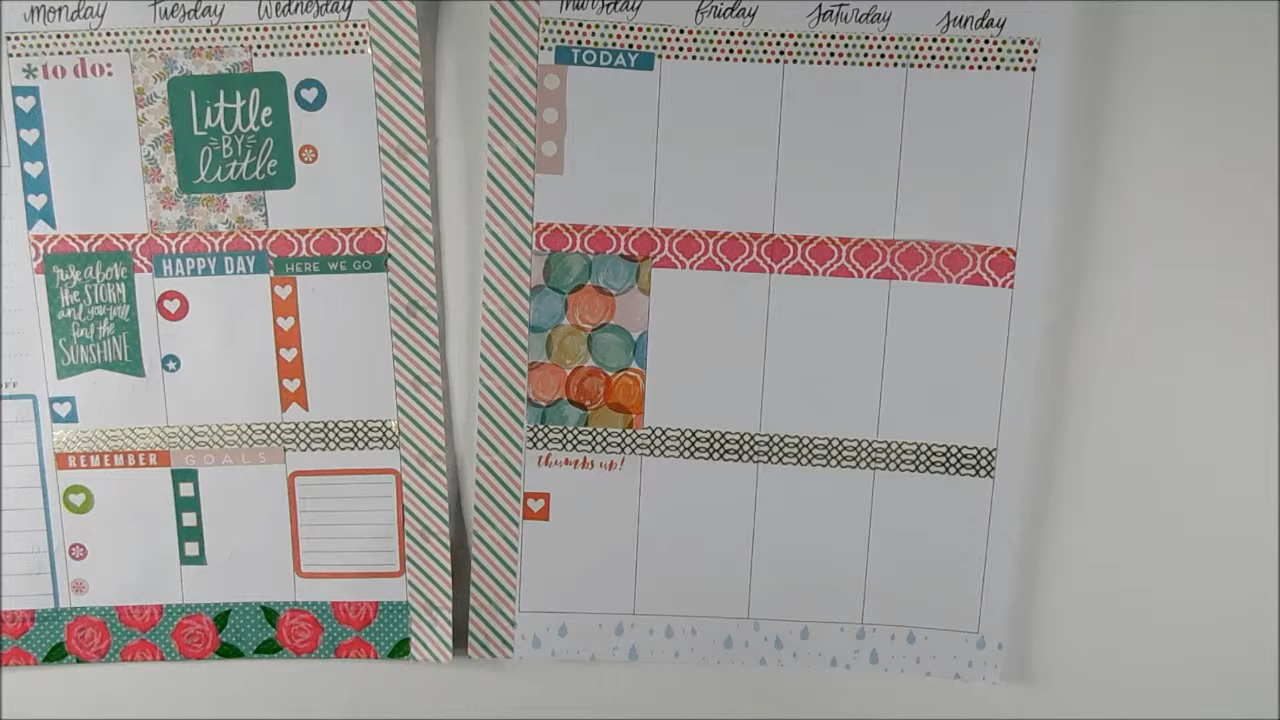 monday Tuesday Wednesday
Thursday Friday Saturday Sunday
*to do:
TODAY
Little
BY
little
rise above
the STORM
and you will
find the
SUNSHINE
HAPPY DAY
HERE WE GO
REMEMBER
GOALS
thumbs up!